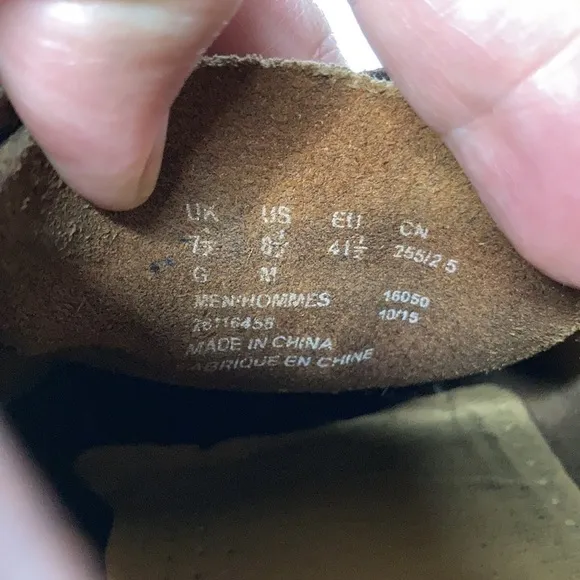 UK US EU CN
7½ 8½ 41½ 255/2.5
G M
MEN/HOMMES 16050
26116458 10/15
MADE IN CHINA
FABRIQUE EN CHINE